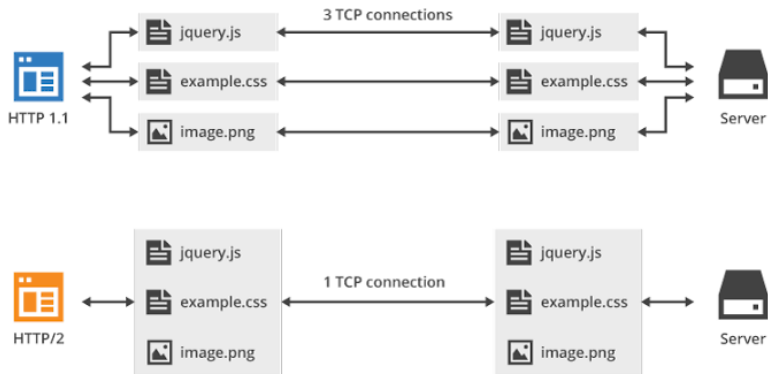 3 TCP connections
jquery.js jquery.js
example.css example.css
HTTP 1.1 Server
image.png image.png
jquery.js jquery.js
1 TCP connection
example.css example.css
HTTP/2 Server
image.png image.png